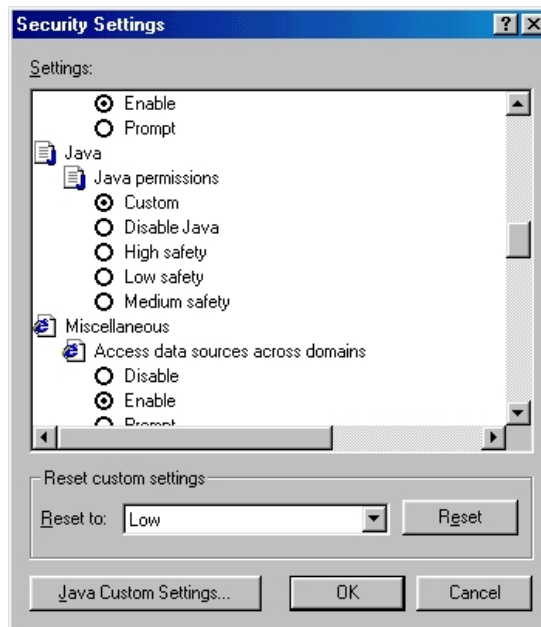 Security Settings
Settings:
Enable
Prompt
Java
Java permissions
Custom
Disable Java
High safety
Low safety
Medium safety
Miscellaneous
Access data sources across domains
Disable
Enable
Prompt
Reset custom settings
Reset to: Low Reset
Java Custom Settings... OK Cancel